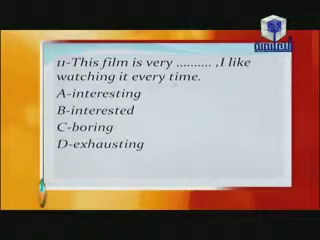 11-This film is very .......... ,I like
watching it every time.
A-interesting
B-interested
C-boring
D-exhausting